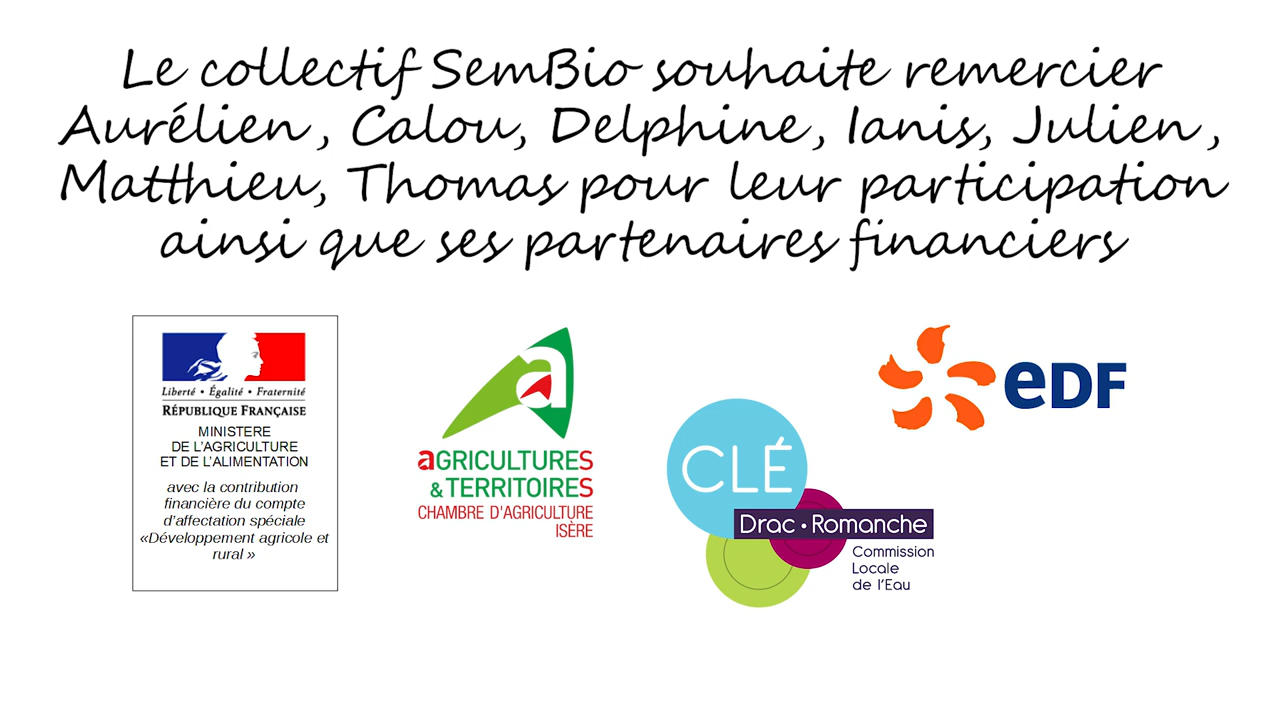 Le collectif SemBio souhaite remercier
Aurélien, Calou, Delphine, Ianis, Julien,
Matthieu, Thomas pour leur participation
ainsi que ses partenaires financiers
Liberté • Égalité • Fraternité
RÉPUBLIQUE FRANÇAISE
MINISTERE
DE L'AGRICULTURE
ET DE L'ALIMENTATION
avec la contribution
financière du compte
d'affectation spéciale
«Développement agricole et
rural »
a
AGRICULTURES
& TERRITOIRES
CHAMBRE D'AGRICULTURE
ISÈRE
CLÉ
Drac • Romanche
Commission
Locale
de l'Eau
eDF